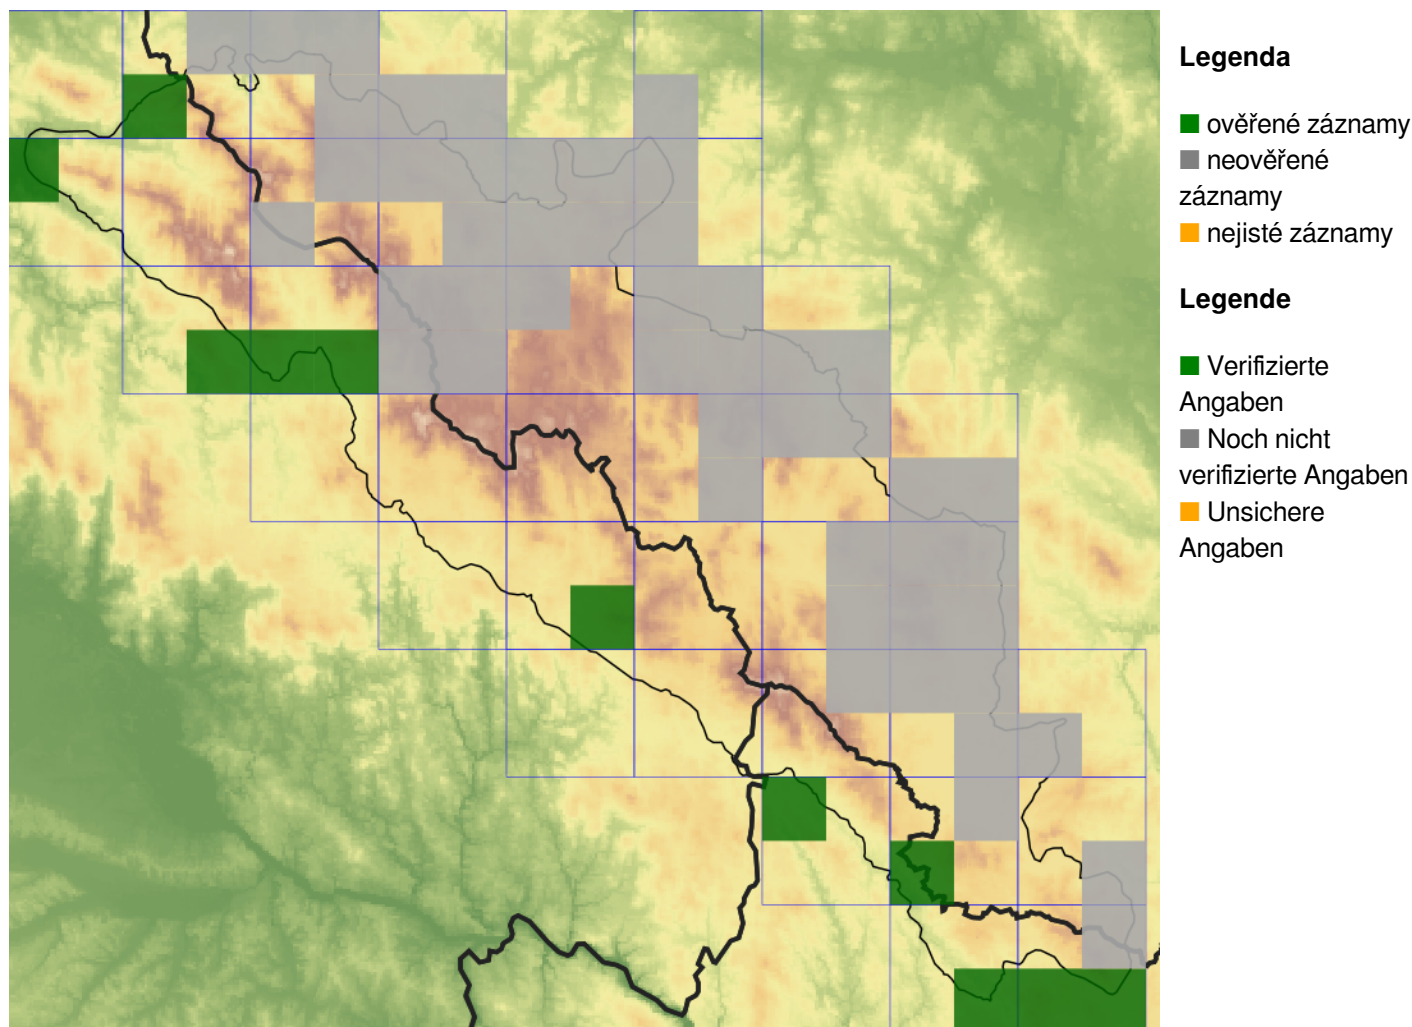 Legenda
ověřené záznamy
neověřené
záznamy
nejisté záznamy
Legende
Verifizierte
Angaben
Noch nicht
verifizierte Angaben
Unsichere
Angaben